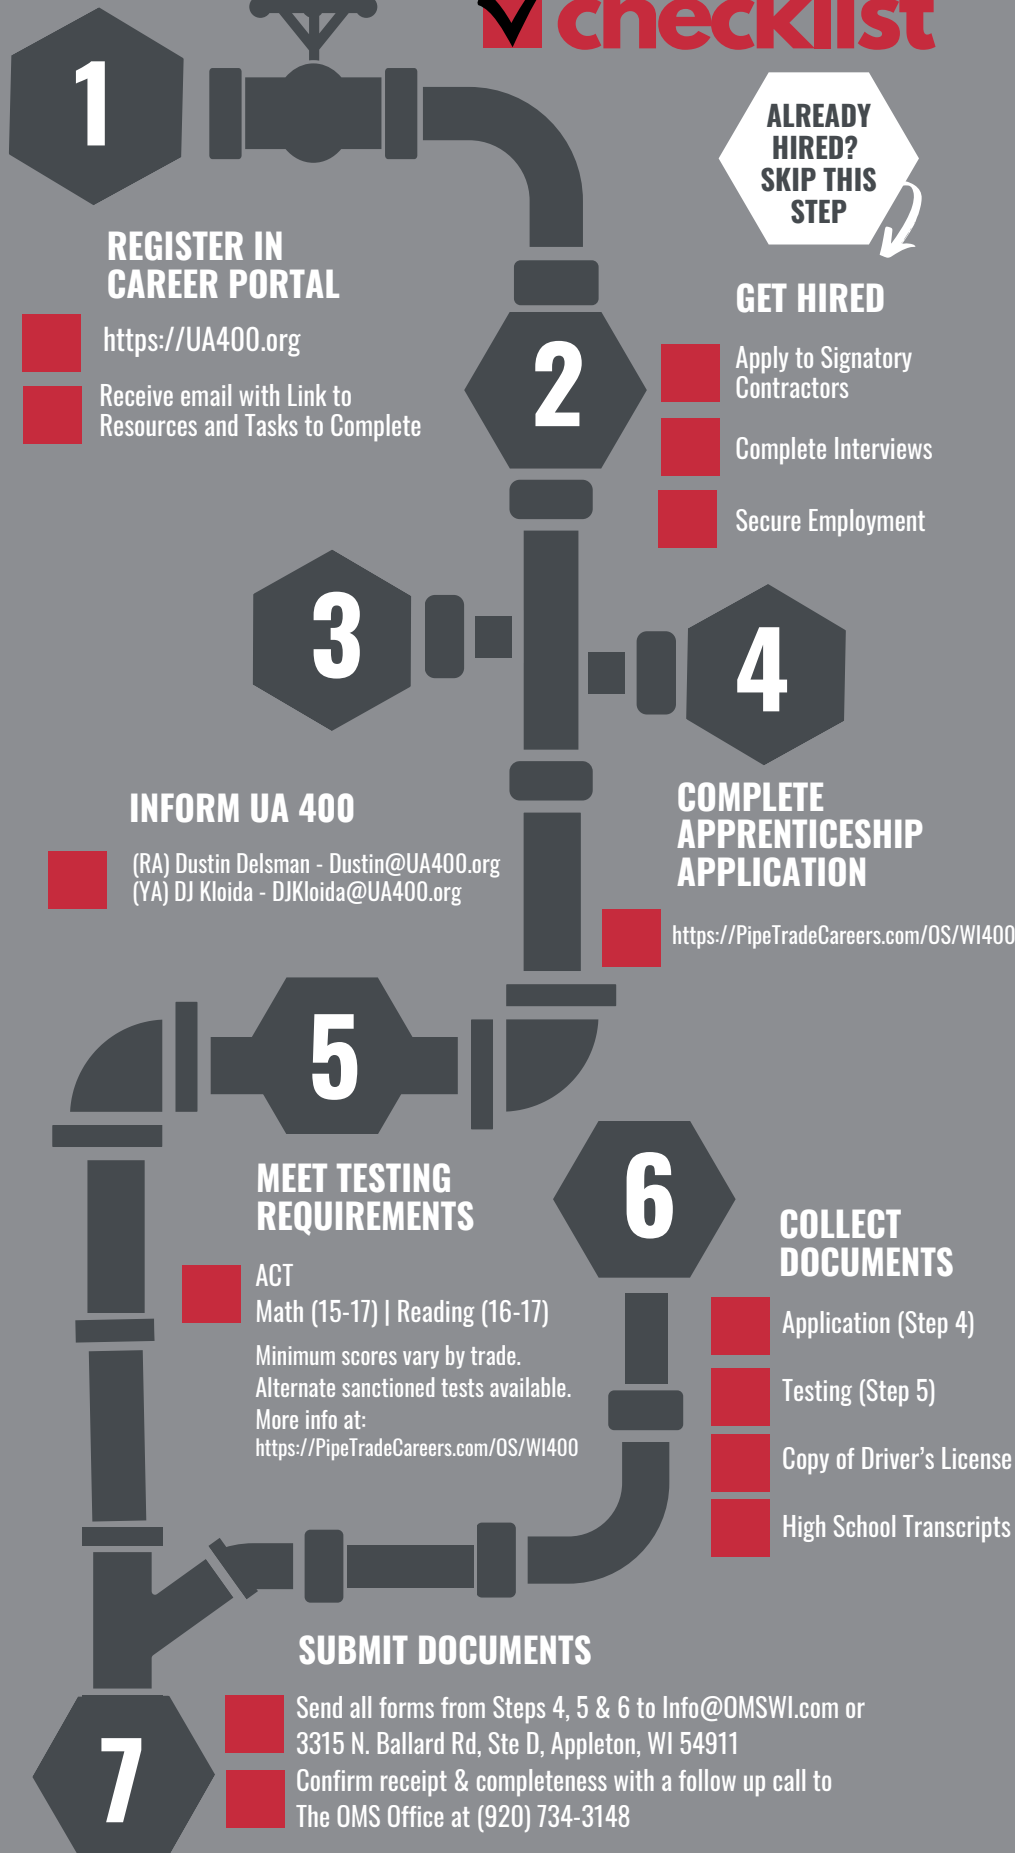 checklist
1
ALREADY
HIRED?
SKIP THIS
STEP
REGISTER IN
CAREER PORTAL
https://UA400.org
Receive email with Link to
Resources and Tasks to Complete
2
GET HIRED
Apply to Signatory
Contractors
Complete Interviews
Secure Employment
3
INFORM UA 400
(RA) Dustin Delsman - Dustin@UA400.org
(YA) DJ Kloida - DJKloida@UA400.org
4
COMPLETE
APPRENTICESHIP
APPLICATION
https://PipeTradeCareers.com/OS/WI400
5
MEET TESTING
REQUIREMENTS
ACT
Math (15-17) | Reading (16-17)
Minimum scores vary by trade.
Alternate sanctioned tests available.
More info at:
https://PipeTradeCareers.com/OS/WI400
6
COLLECT
DOCUMENTS
Application (Step 4)
Testing (Step 5)
Copy of Driver’s License
High School Transcripts
7
SUBMIT DOCUMENTS
Send all forms from Steps 4, 5 & 6 to Info@OMSWI.com or
3315 N. Ballard Rd, Ste D, Appleton, WI 54911
Confirm receipt & completeness with a follow up call to
The OMS Office at (920) 734-3148